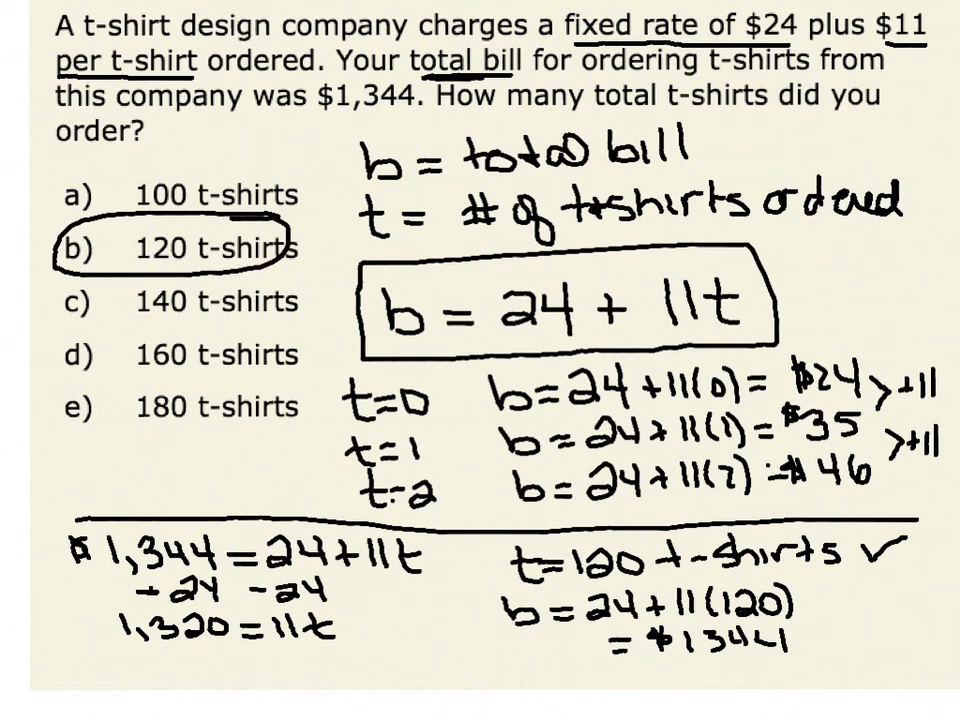 A t-shirt design company charges a fixed rate of $24 plus $11
per t-shirt ordered. Your total bill for ordering t-shirts from
this company was $1,344. How many total t-shirts did you
order?
b = total bill
t = # of t-shirts ordered
a) 100 t-shirts
b) 120 t-shirts
c) 140 t-shirts
d) 160 t-shirts
e) 180 t-shirts
b = 24 + 11t
t=0 b=24+11(0)= $24 >+11
t=1 b=24+11(1)=$35 >+11
t=2 b=24+11(2)=$46
$1,344=24+11t
-24 -24
1,320=11t
t=120 t-shirts ✓
b=24+11(120)
= $1344